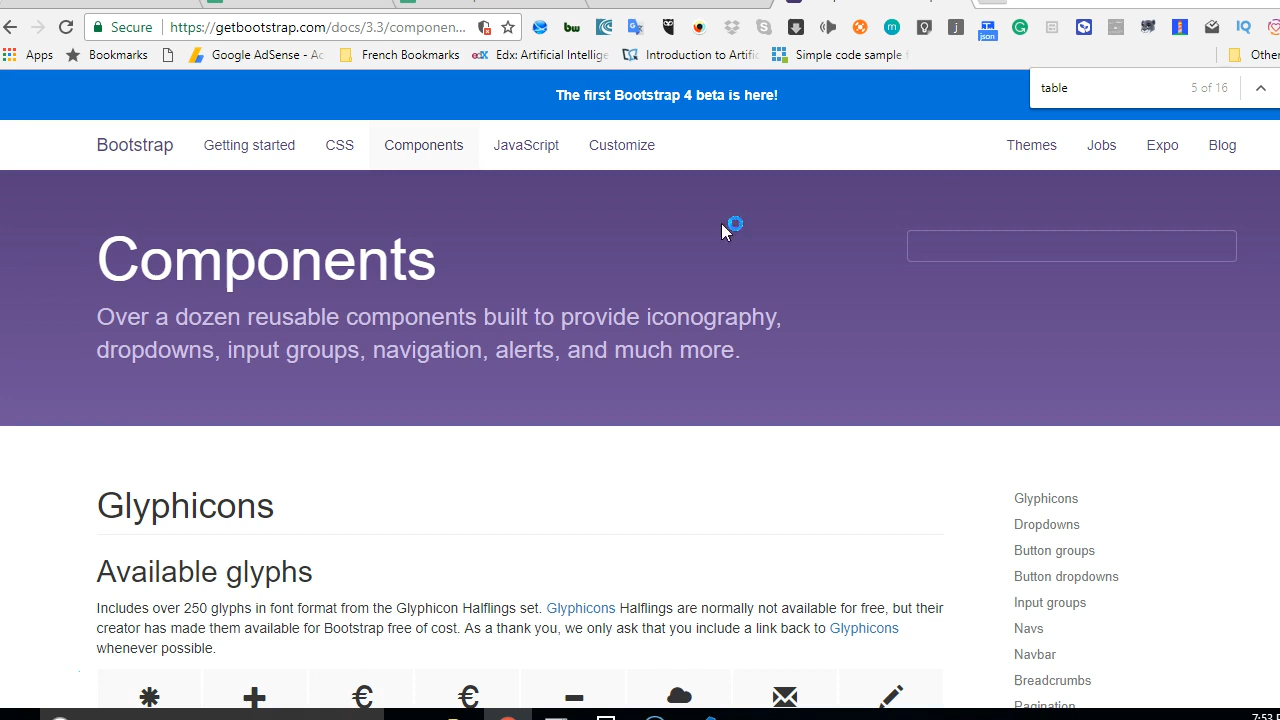 Secure https://getbootstrap.com/docs/3.3/componen... bw m j json
Apps Bookmarks Google AdSense - Ac French Bookmarks edX Edx: Artificial Intellige Introduction to Artific Simple code sample f Other
The first Bootstrap 4 beta is here!
table 5 of 16
Bootstrap Getting started CSS Components JavaScript Customize Themes Jobs Expo Blog
Components
Over a dozen reusable components built to provide iconography,
dropdowns, input groups, navigation, alerts, and much more.
Glyphicons
Available glyphs
Includes over 250 glyphs in font format from the Glyphicon Halflings set. Glyphicons Halflings are normally not available for free, but their
creator has made them available for Bootstrap free of cost. As a thank you, we only ask that you include a link back to Glyphicons
whenever possible.
Glyphicons
Dropdowns
Button groups
Button dropdowns
Input groups
Navs
Navbar
Breadcrumbs
Pagination
7:53